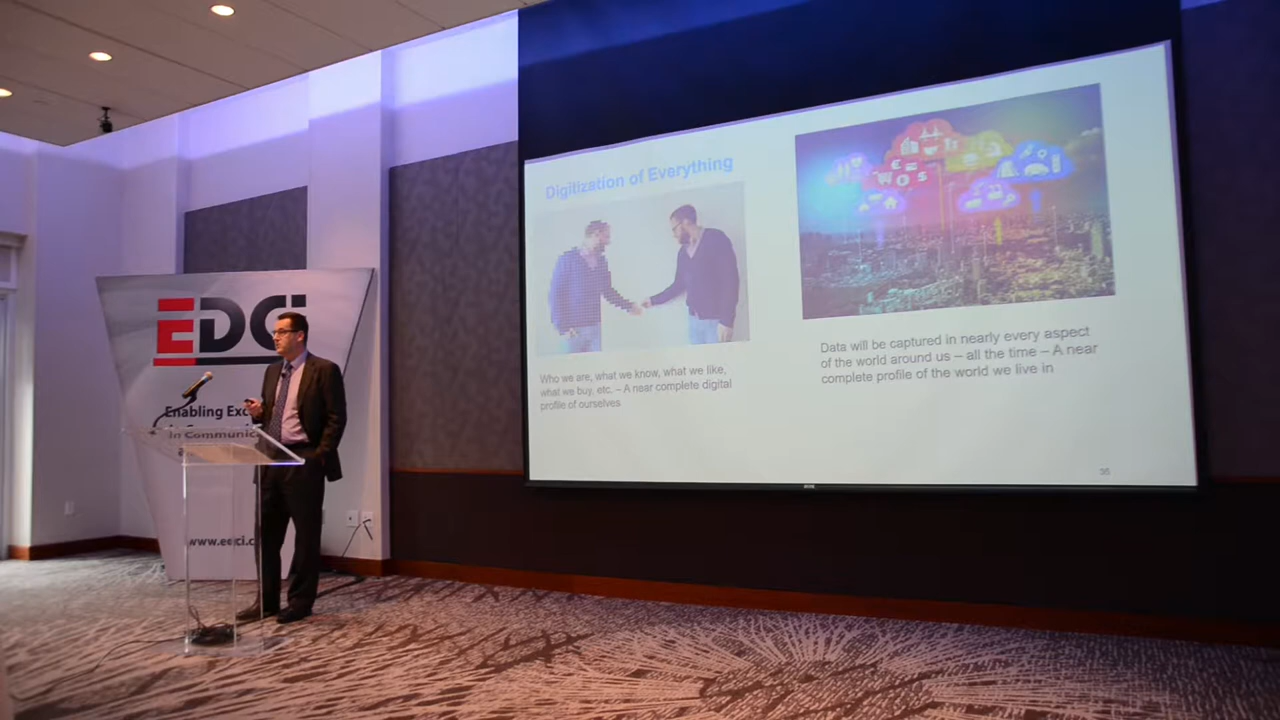 EDCi
Enabling Exc
In Communic
www.eeci.c
Digitization of Everything
Who we are, what we know, what we like,
what we buy, etc. – A near complete digital
profile of ourselves
€
W O $
Data will be captured in nearly every aspect
of the world around us – all the time – A near
complete profile of the world we live in
35